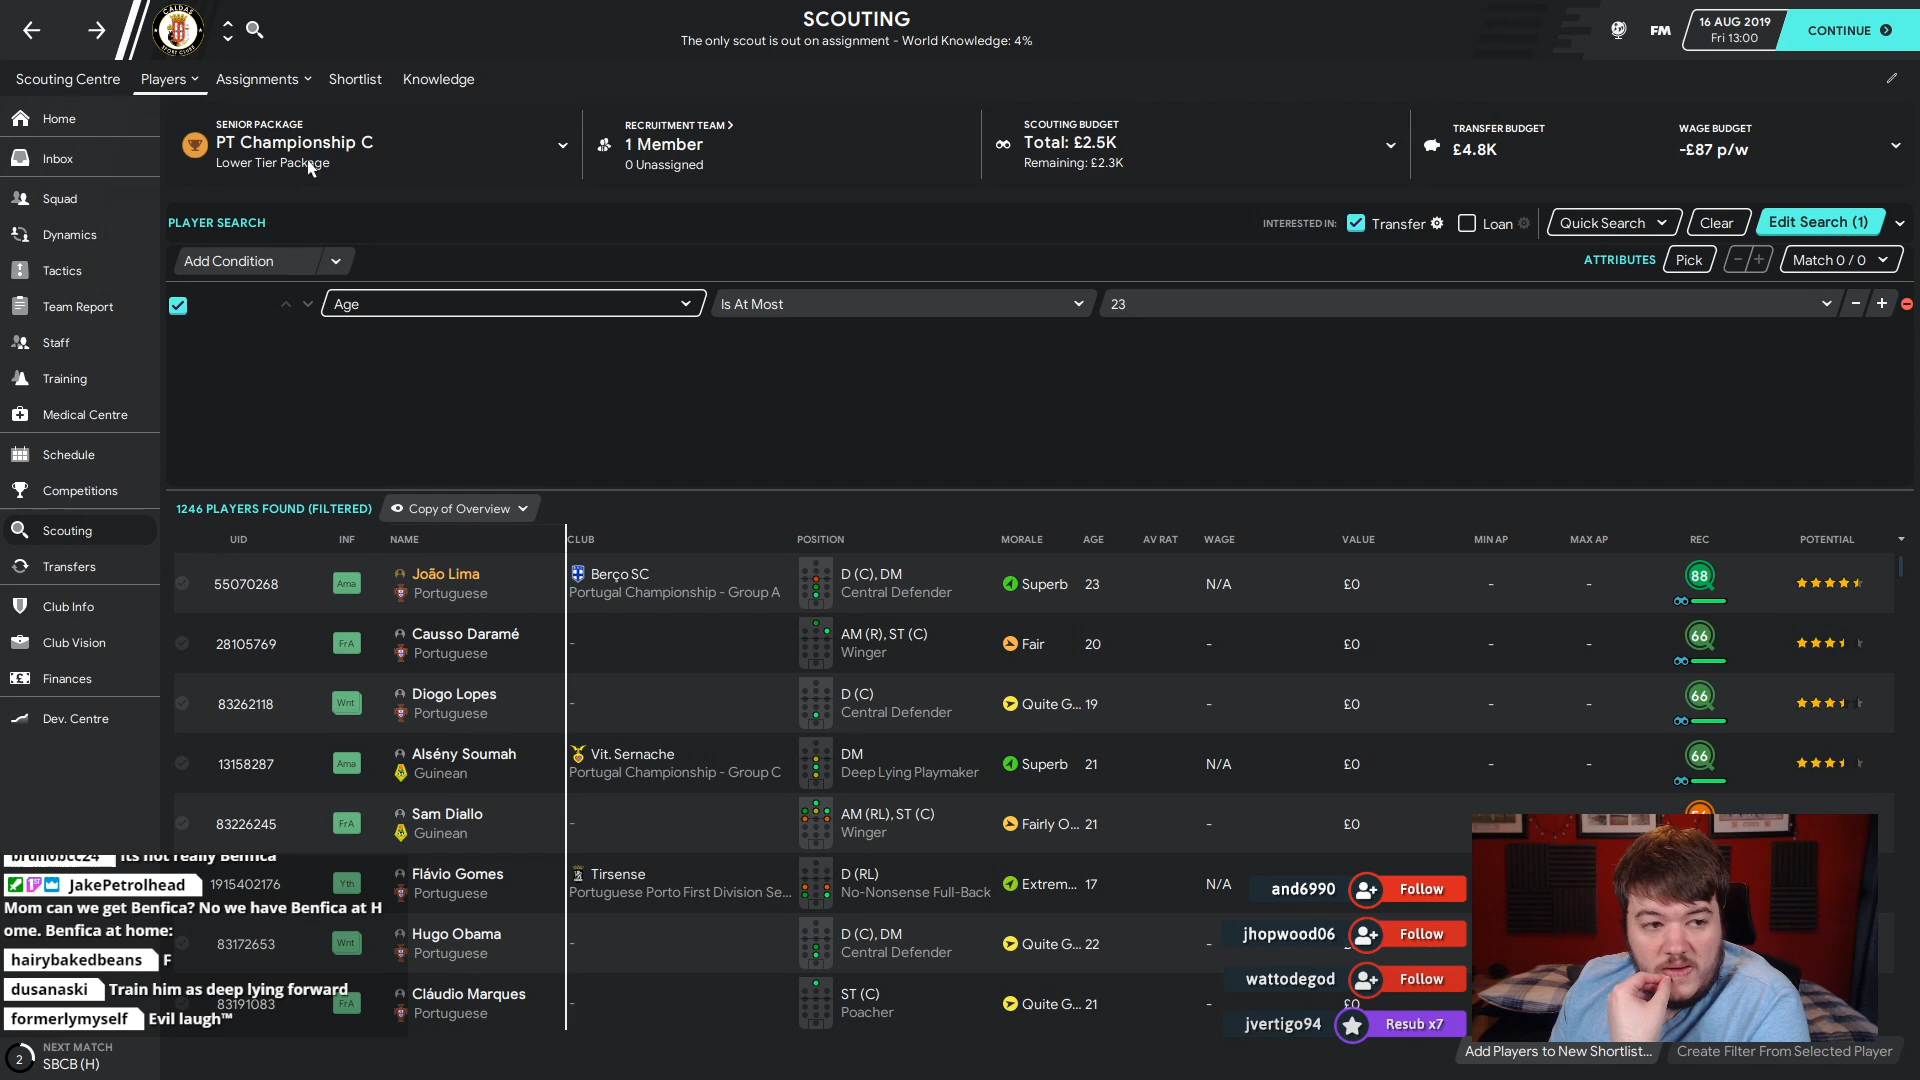 SCOUTING
The only scout is out on assignment - World Knowledge: 4%
FM
16 AUG 2019
Fri 13:00
CONTINUE
Scouting Centre
Players
Assignments
Shortlist
Knowledge
Home
Inbox
Squad
Dynamics
Tactics
Team Report
Staff
Training
Medical Centre
Schedule
Competitions
Scouting
Transfers
Club Info
Club Vision
Finances
Dev. Centre
SENIOR PACKAGE
PT Championship C
Lower Tier Package
RECRUITMENT TEAM >
1 Member
0 Unassigned
SCOUTING BUDGET
Total: £2.5K
Remaining: £2.3K
TRANSFER BUDGET
£4.8K
WAGE BUDGET
-£87 p/w
PLAYER SEARCH
INTERESTED IN: Transfer Loan
Quick Search
Clear
Edit Search (1)
Add Condition
ATTRIBUTES
Pick
- / +
Match 0 / 0
Age
Is At Most
23
1246 PLAYERS FOUND (FILTERED)
Copy of Overview
UID INF NAME CLUB POSITION MORALE AGE AV RAT WAGE VALUE MIN AP MAX AP REC POTENTIAL
55070268 Ama João Lima Berço SC D (C), DM Superb 23 N/A £0 - - 88
Portuguese Portugal Championship - Group A Central Defender
28105769 FrA Causso Daramé - AM (R), ST (C) Fair 20 - £0 - - 66
Portuguese Winger
83262118 Wnt Diogo Lopes - D (C) Quite G... 19 - £0 - - 66
Portuguese Central Defender
13158287 Ama Alsény Soumah Vit. Sernache DM Superb 21 N/A £0 - - 66
Guinean Portugal Championship - Group C Deep Lying Playmaker
83226245 FrA Sam Diallo - AM (RL), ST (C) Fairly O... 21 - £0
Guinean Winger
1915402176 Yth Flávio Gomes Tirsense D (RL) Extrem... 17 N/A
Portuguese Portuguese Porto First Division Se... No-Nonsense Full-Back
83172653 Wnt Hugo Obama - D (C), DM Quite G... 22 -
Portuguese Central Defender
83191083 FrA Cláudio Marques - ST (C) Quite G... 21 - £0
Portuguese Poacher
brunobcc24 Its not really Benfica
JakePetrolhead
Mom can we get Benfica? No we have Benfica at H
ome. Benfica at home:
hairybakedbeans F
dusanaski Train him as deep lying forward
formerlymyself Evil laugh™
and6990 Follow
jhopwood06 Follow
wattodegod Follow
jvertigo94 Resub x7
2
NEXT MATCH
SBCB (H)
Add Players to New Shortlist...
Create Filter From Selected Player